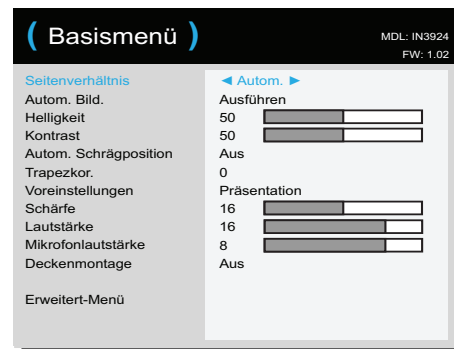 ( Basismenü )
MDL: IN3924
FW: 1.02
Seitenverhältnis ◄ Autom. ►
Autom. Bild. Ausführen
Helligkeit 50
Kontrast 50
Autom. Schrägposition Aus
Trapezkor. 0
Voreinstellungen Präsentation
Schärfe 16
Lautstärke 16
Mikrofonlautstärke 8
Deckenmontage Aus
Erweitert-Menü